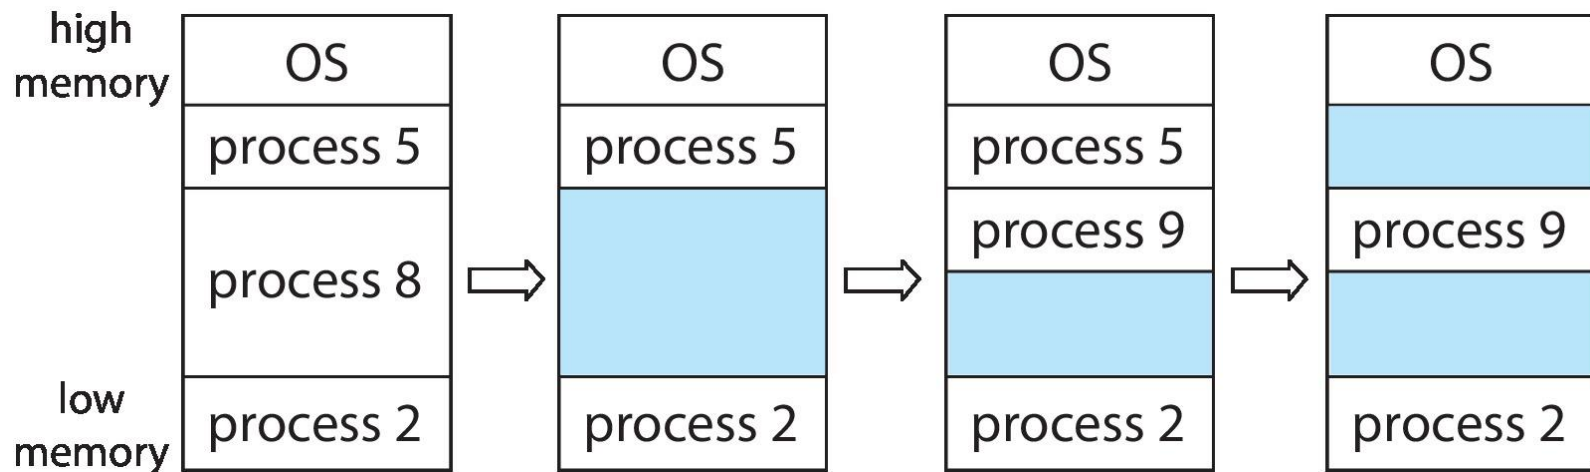 high
memory
low
memory
OS
process 5
process 8
process 2
OS
process 5
process 2
OS
process 5
process 9
process 2
OS
process 9
process 2